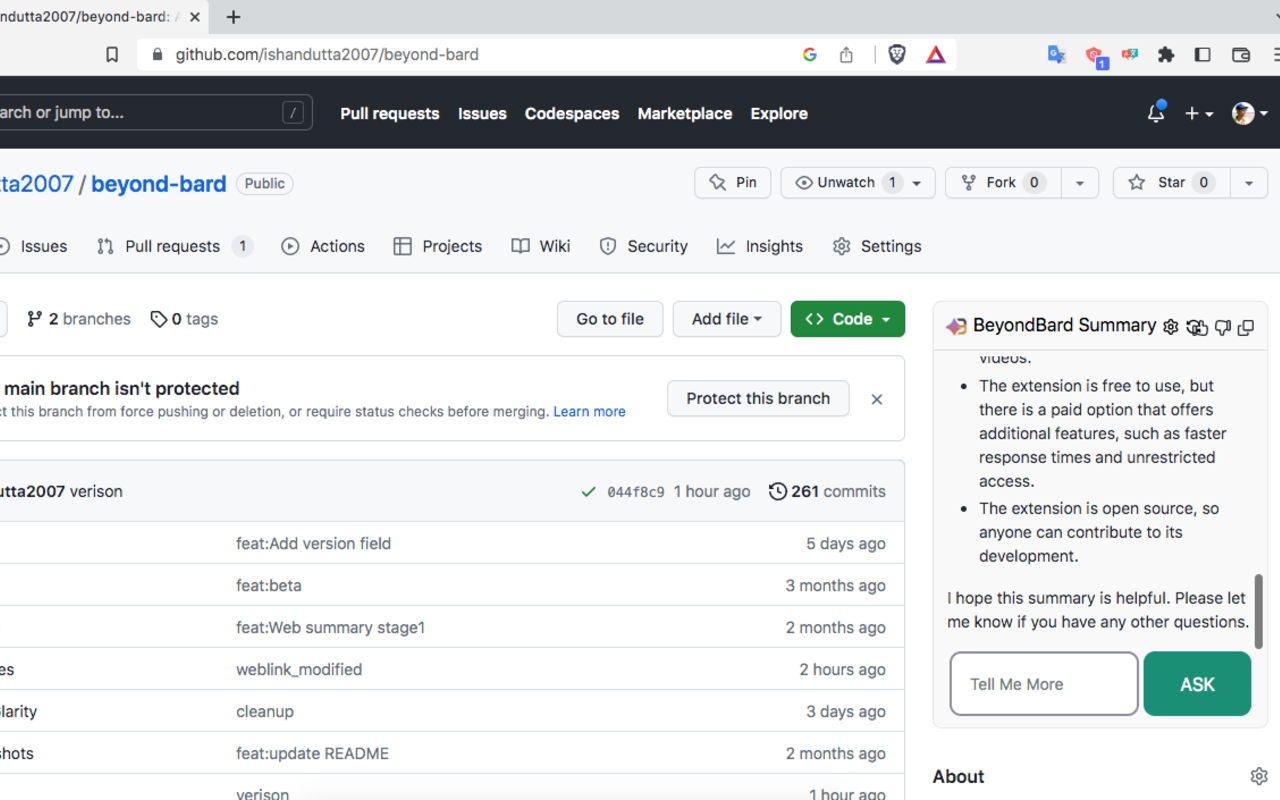 ndutta2007/beyond-bard:
github.com/ishandutta2007/beyond-bard
1
arch or jump to... /
Pull requests Issues Codespaces Marketplace Explore
ta2007 / beyond-bard Public
Pin Unwatch 1 Fork 0 Star 0
Issues Pull requests 1 Actions Projects Wiki Security Insights Settings
2 branches 0 tags
Go to file Add file Code
main branch isn't protected
ct this branch from force pushing or deletion, or require status checks before merging. Learn more
Protect this branch
utta2007 verison
044f8c9 1 hour ago 261 commits
feat:Add version field 5 days ago
feat:beta 3 months ago
feat:Web summary stage1 2 months ago
es weblink_modified 2 hours ago
larity cleanup 3 days ago
shots feat:update README 2 months ago
verison 1 hour ago
BeyondBard Summary
videos.
• The extension is free to use, but
there is a paid option that offers
additional features, such as faster
response times and unrestricted
access.
• The extension is open source, so
anyone can contribute to its
development.
I hope this summary is helpful. Please let
me know if you have any other questions.
Tell Me More ASK
About